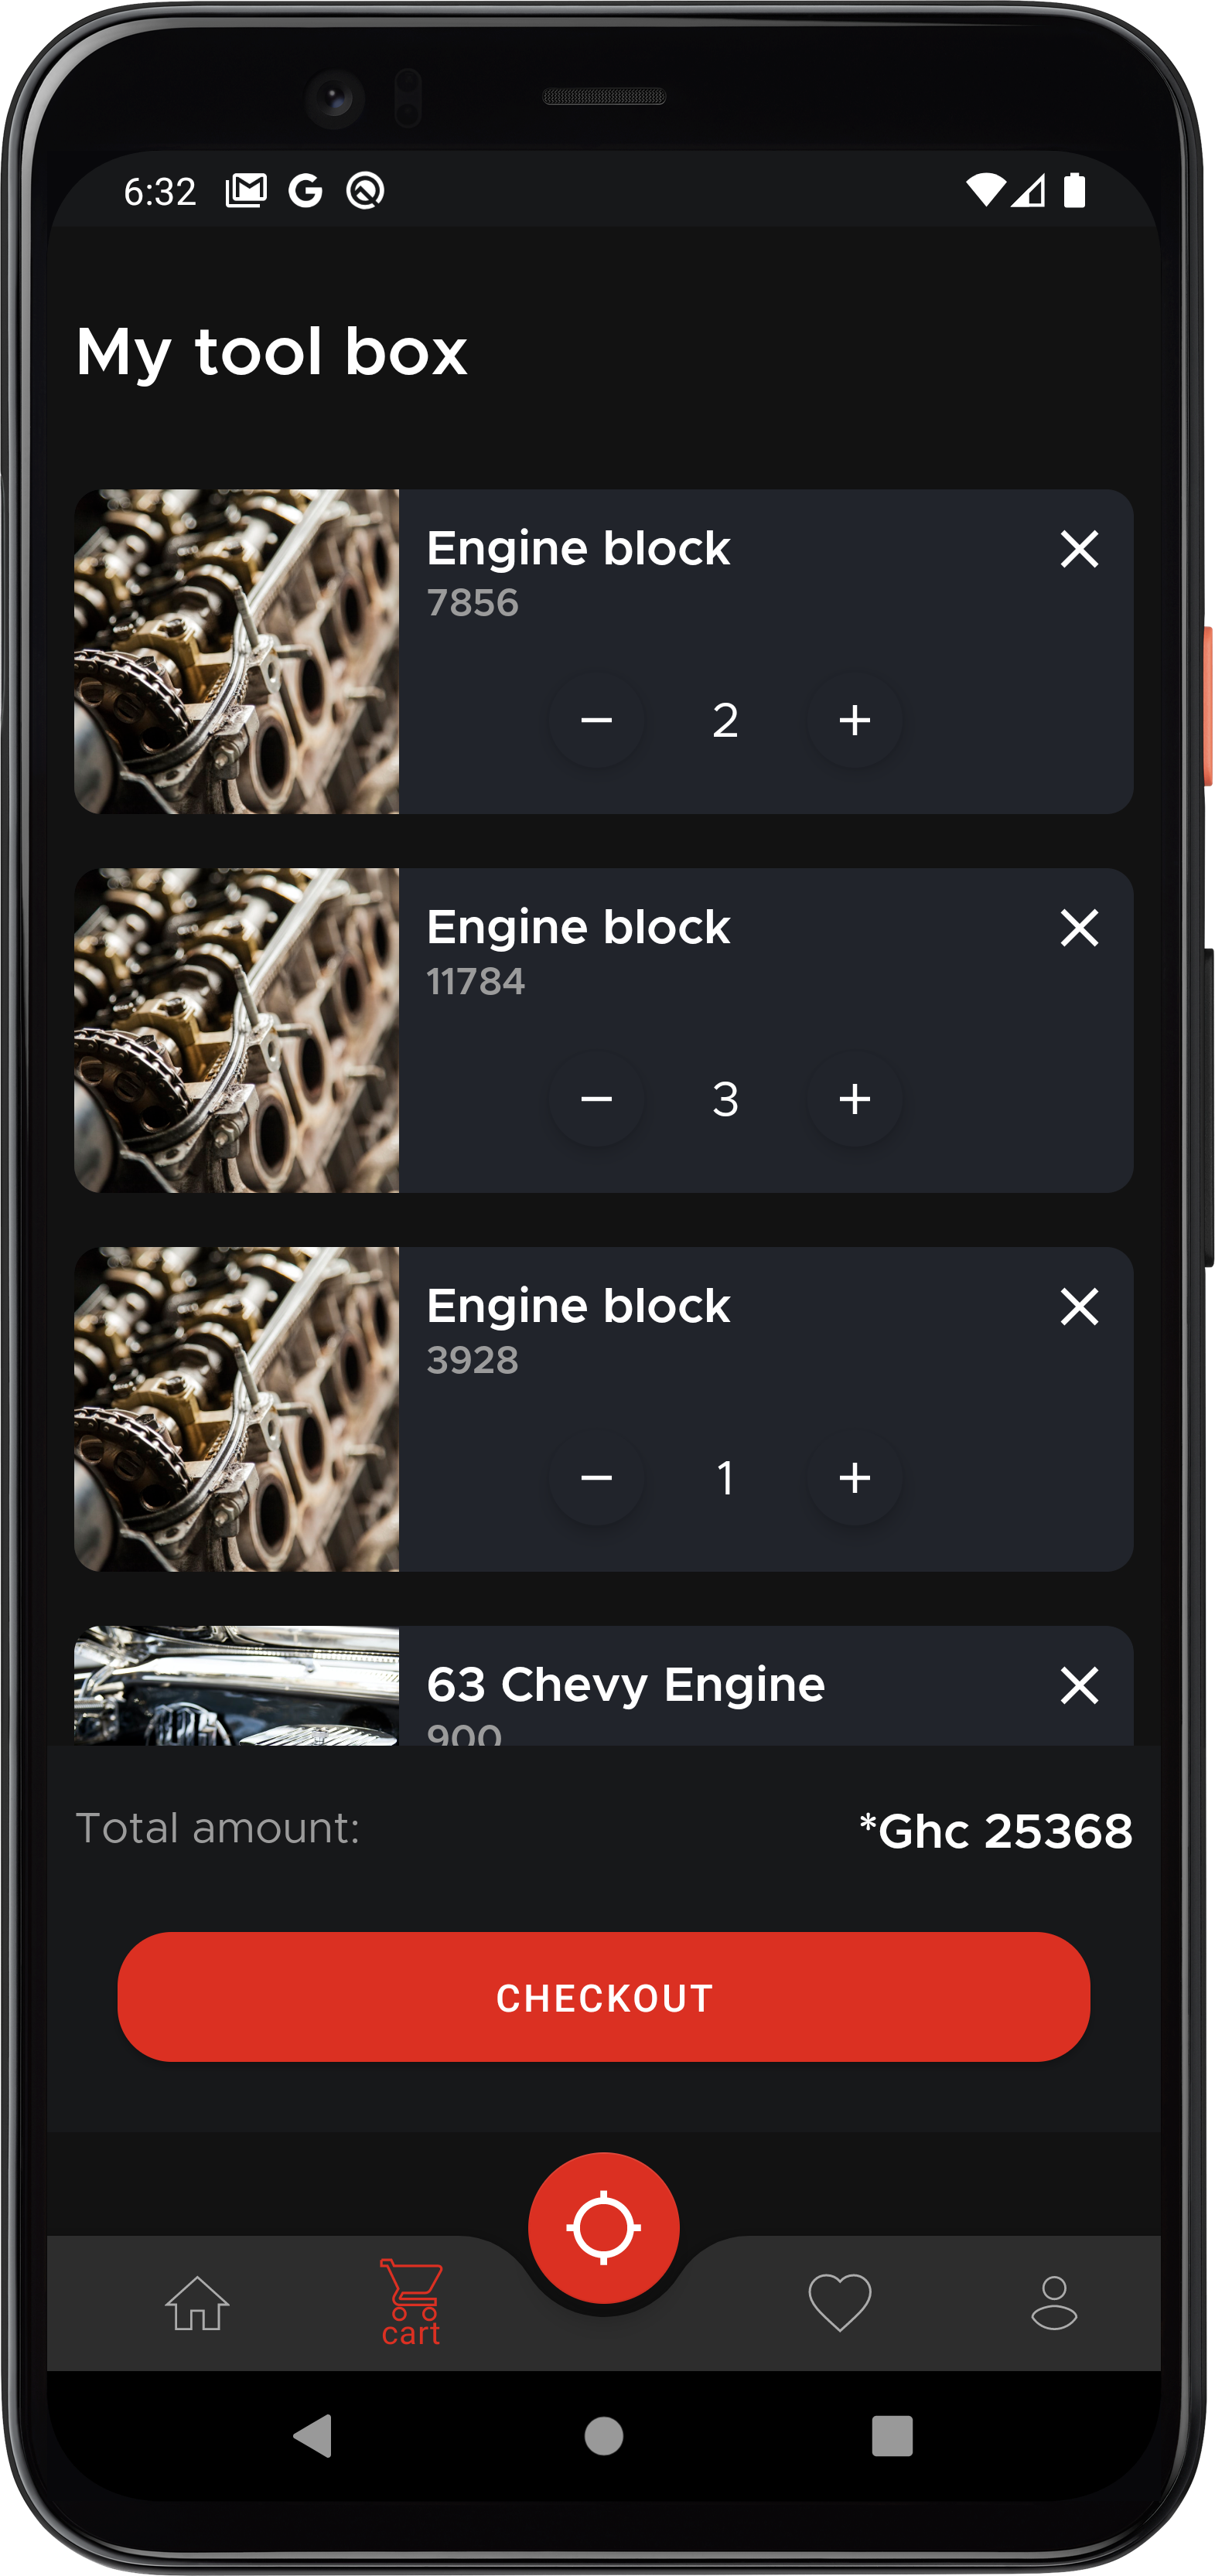 6:32
My tool box
Engine block
7856
2
Engine block
11784
3
Engine block
3928
1
63 Chevy Engine
900
Total amount:
*Ghc 25368
CHECKOUT
cart